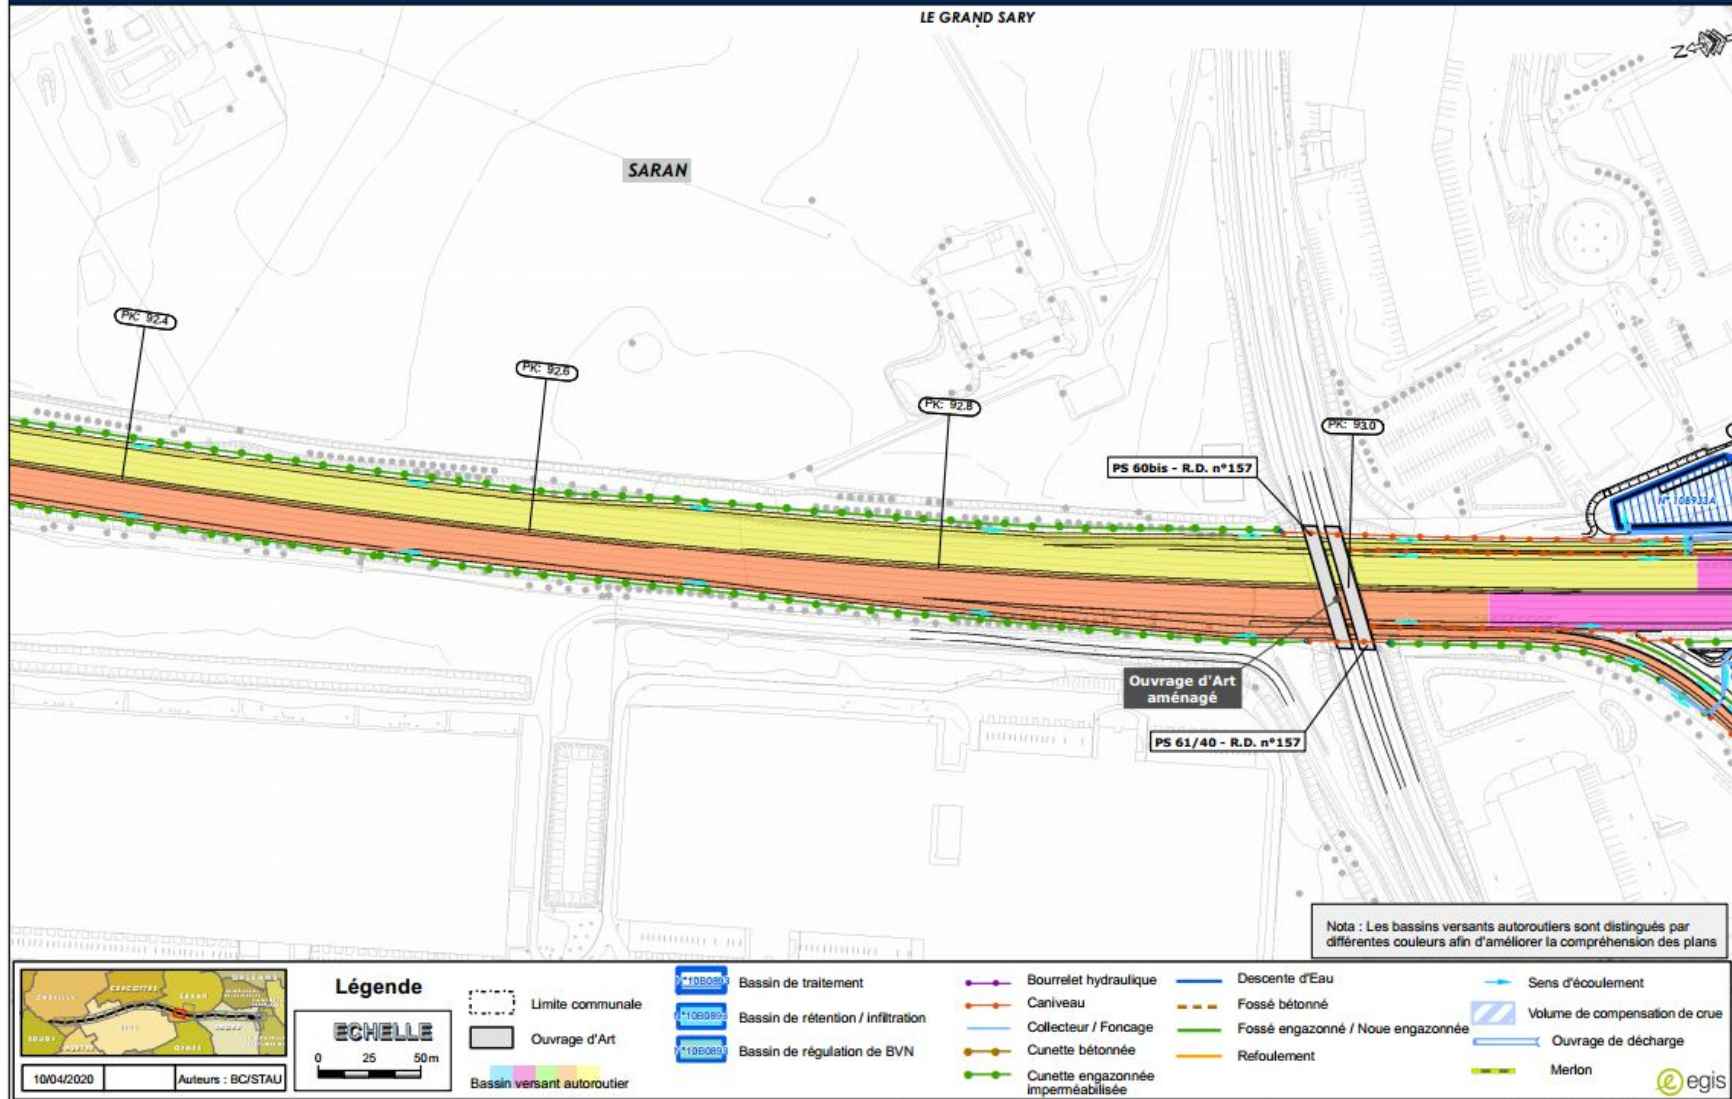 LE GRAND SARY
N
SARAN
PK: 92.4
PK: 92.6
PK: 92.8
PK: 93.0
PS 60bis - R.D. n°157
N° 10B933A
Ouvrage d'Art
aménagé
PS 61/40 - R.D. n°157
Nota : Les bassins versants autoroutiers sont distingués par
différentes couleurs afin d'améliorer la compréhension des plans
Légende
ECHELLE
0 25 50m
10/04/2020
Auteurs : BC/STAU
Limite communale
Ouvrage d'Art
Bassin versant autoroutier
Bassin de traitement
Bassin de rétention / infiltration
Bassin de régulation de BVN
Bourrelet hydraulique
Caniveau
Collecteur / Foncage
Cunette bétonnée
Cunette engazonnée
imperméabilisée
Descente d'Eau
Fossé bétonné
Fossé engazonné / Noue engazonnée
Refoulement
Sens d'écoulement
Volume de compensation de crue
Ouvrage de décharge
Merlon
egis